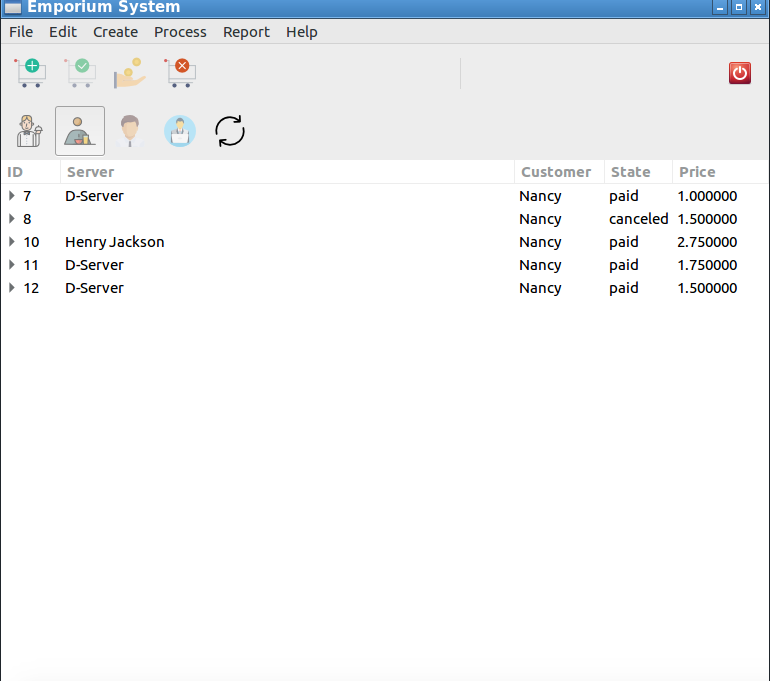 Emporium System
File Edit Create Process Report Help
ID Server Customer State Price
7 D-Server Nancy paid 1.000000
8 Nancy canceled 1.500000
10 Henry Jackson Nancy paid 2.750000
11 D-Server Nancy paid 1.750000
12 D-Server Nancy paid 1.500000